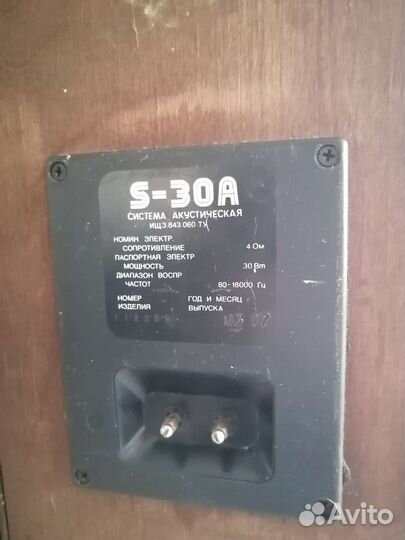 S-30A
СИСТЕМА АКУСТИЧЕСКАЯ
ИЩ3.843.060 ТУ
НОМИН ЭЛЕКТР.
СОПРОТИВЛЕНИЕ 4 Ом
ПАСПОРТНАЯ ЭЛЕКТР
МОЩНОСТЬ 30 Вт
ДИАПАЗОН ВОСПР
ЧАСТОТ 80-18000 Гц
НОМЕР ГОД И МЕСЯЦ
ИЗДЕЛИЯ ВЫПУСКА
Avito